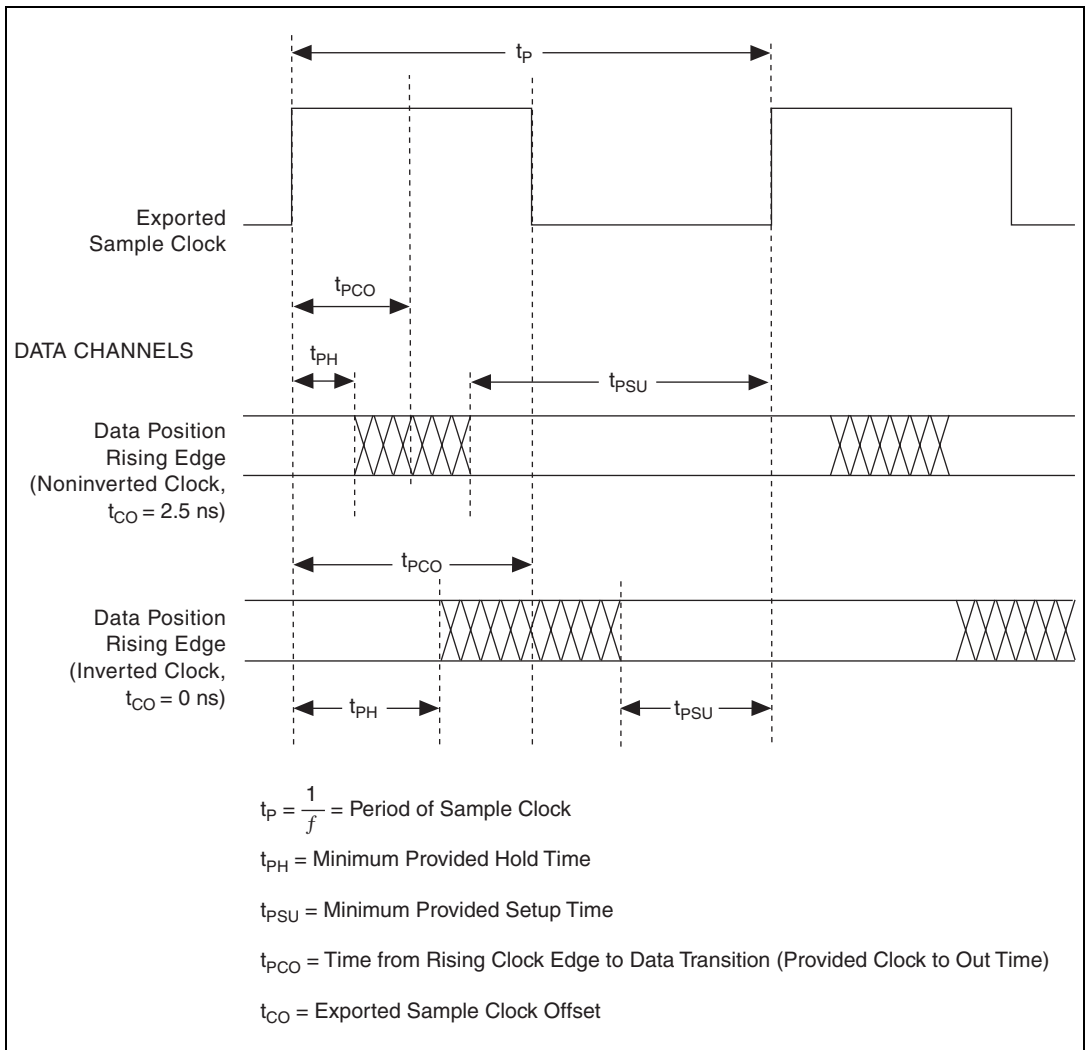 tP
Exported
Sample Clock
tPCO
DATA CHANNELS
tPH
tPSU
Data Position
Rising Edge
(Noninverted Clock,
tCO = 2.5 ns)
tPCO
Data Position
Rising Edge
(Inverted Clock,
tCO = 0 ns)
tPH
tPSU
tP = 1/f = Period of Sample Clock
tPH = Minimum Provided Hold Time
tPSU = Minimum Provided Setup Time
tPCO = Time from Rising Clock Edge to Data Transition (Provided Clock to Out Time)
tCO = Exported Sample Clock Offset